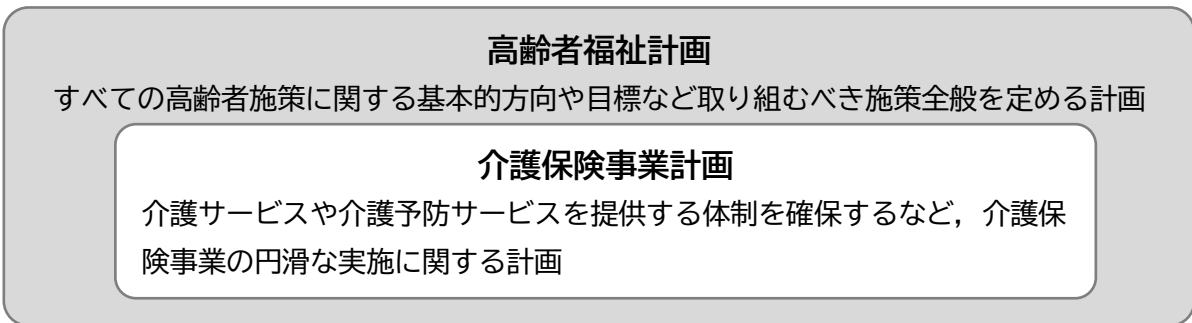 高齢者福祉計画
すべての高齢者施策に関する基本的方向や目標など取り組むべき施策全般を定める計画
介護保険事業計画
介護サービスや介護予防サービスを提供する体制を確保するなど，介護保
険事業の円滑な実施に関する計画